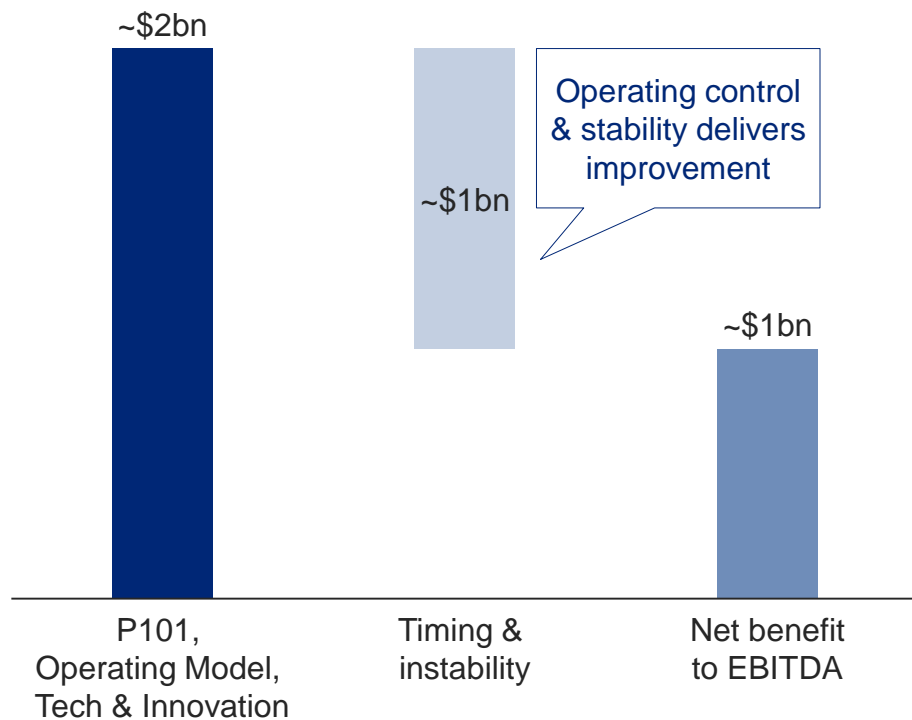 ~$2bn
Operating control
& stability delivers
improvement
~$1bn
~$1bn
P101,
Operating Model,
Tech & Innovation
Timing &
instability
Net benefit
to EBITDA